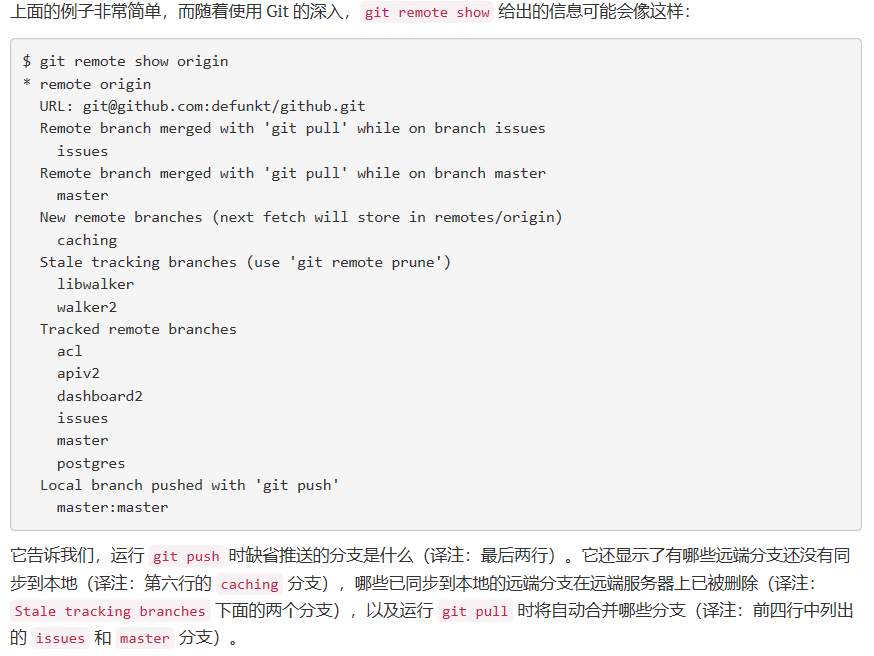 上面的例子非常简单，而随着使用 Git 的深入， git remote show 给出的信息可能会像这样：
$ git remote show origin
* remote origin
  URL: git@github.com:defunkt/github.git
  Remote branch merged with 'git pull' while on branch issues
    issues
  Remote branch merged with 'git pull' while on branch master
    master
  New remote branches (next fetch will store in remotes/origin)
    caching
  Stale tracking branches (use 'git remote prune')
    libwalker
    walker2
  Tracked remote branches
    acl
    apiv2
    dashboard2
    issues
    master
    postgres
  Local branch pushed with 'git push'
    master:master
它告诉我们，运行 git push 时缺省推送的分支是什么（译注：最后两行）。它还显示了有哪些远端分支还没有同
步到本地（译注：第六行的 caching 分支），哪些已同步到本地的远端分支在远端服务器上已被删除（译注：
Stale tracking branches 下面的两个分支），以及运行 git pull 时将自动合并哪些分支（译注：前四行中列出
的 issues 和 master 分支）。